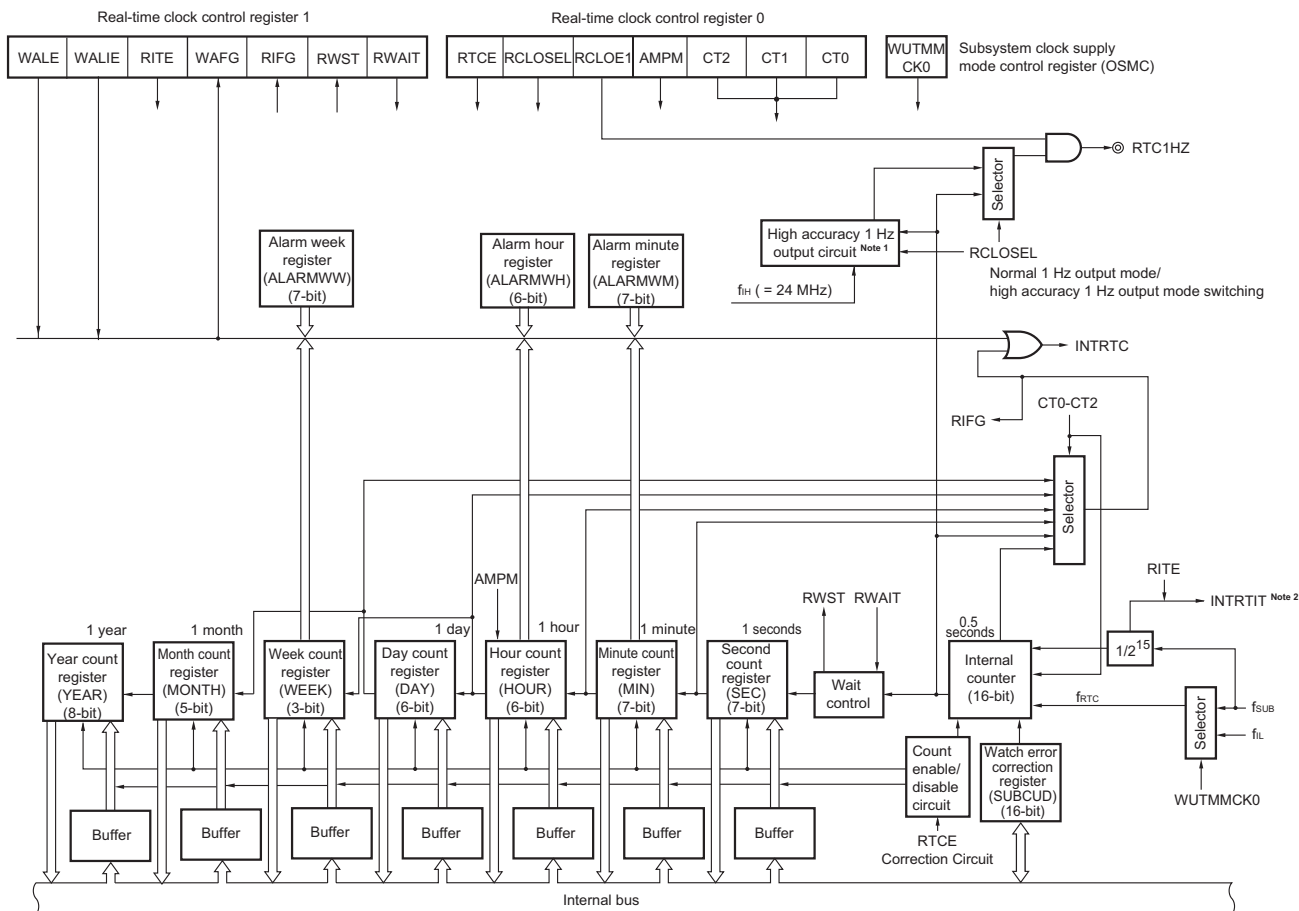 Real-time clock control register 1
Real-time clock control register 0
WALE WALIE RITE WAFG RIFG RWST RWAIT
RTCE RCLOSEL RCLOE1 AMPM CT2 CT1 CT0
WUTMM
CK0
Subsystem clock supply
mode control register (OSMC)
RTC1HZ
Selector
Alarm week
register
(ALARMWW)
(7-bit)
Alarm hour
register
(ALARMWH)
(6-bit)
Alarm minute
register
(ALARMWM)
(7-bit)
High accuracy 1 Hz
output circuit Note 1
RCLOSEL
Normal 1 Hz output mode/
high accuracy 1 Hz output mode switching
fIH ( = 24 MHz)
INTRTC
RIFG
CT0-CT2
Selector
AMPM
RWST RWAIT
RITE
INTRTIT Note 2
1 year
1 month
1 day
1 hour
1 minute
1 seconds
0.5
seconds
Year count
register
(YEAR)
(8-bit)
Month count
register
(MONTH)
(5-bit)
Week count
register
(WEEK)
(3-bit)
Day count
register
(DAY)
(6-bit)
Hour count
register
(HOUR)
(6-bit)
Minute count
register
(MIN)
(7-bit)
Second
count
register
(SEC)
(7-bit)
Wait
control
Internal
counter
(16-bit)
1/2¹⁵
fRTC
Selector
fSUB
fIL
WUTMMCK0
Count
enable/
disable
circuit
Watch error
correction
register
(SUBCUD)
(16-bit)
RTCE
Correction Circuit
Buffer Buffer Buffer Buffer Buffer Buffer Buffer
Internal bus